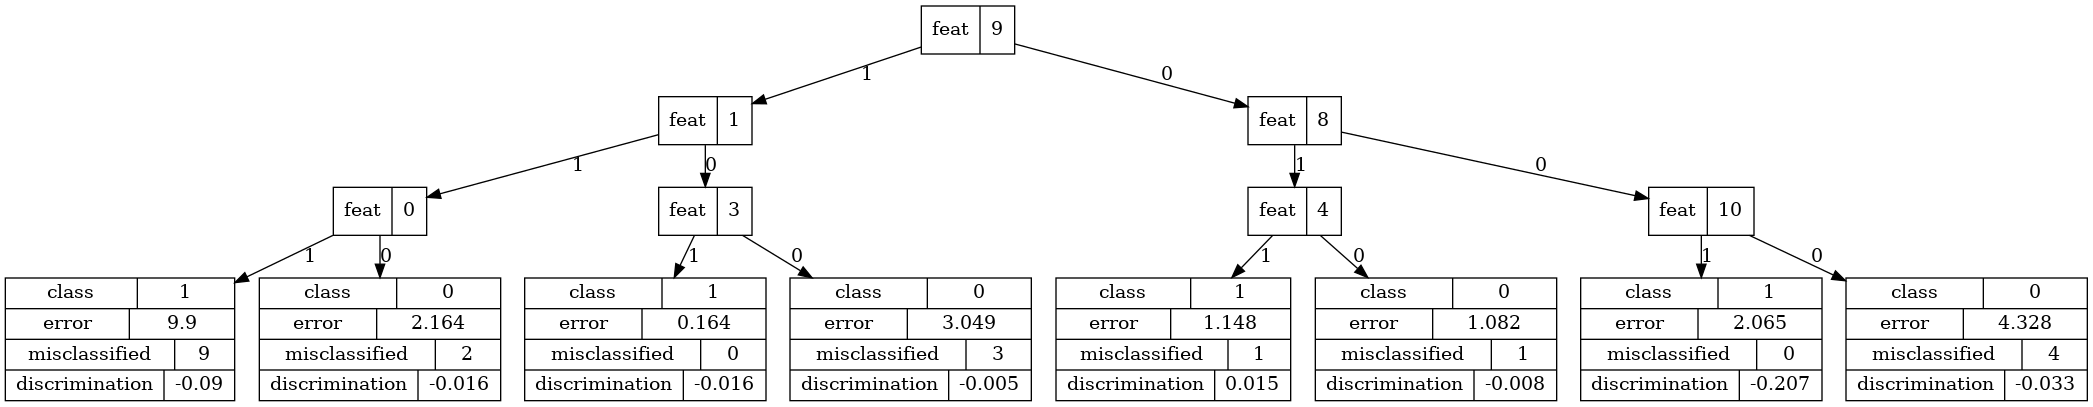 feat 9
1 0
feat 1 feat 8
1 0 1 0
feat 0 feat 3 feat 4 feat 10
1 0 1 0 1 0 1 0
class 1 class 0 class 1 class 0 class 1 class 0 class 1 class 0
error 9.9 error 2.164 error 0.164 error 3.049 error 1.148 error 1.082 error 2.065 error 4.328
misclassified 9 misclassified 2 misclassified 0 misclassified 3 misclassified 1 misclassified 1 misclassified 0 misclassified 4
discrimination -0.09 discrimination -0.016 discrimination -0.016 discrimination -0.005 discrimination 0.015 discrimination -0.008 discrimination -0.207 discrimination -0.033